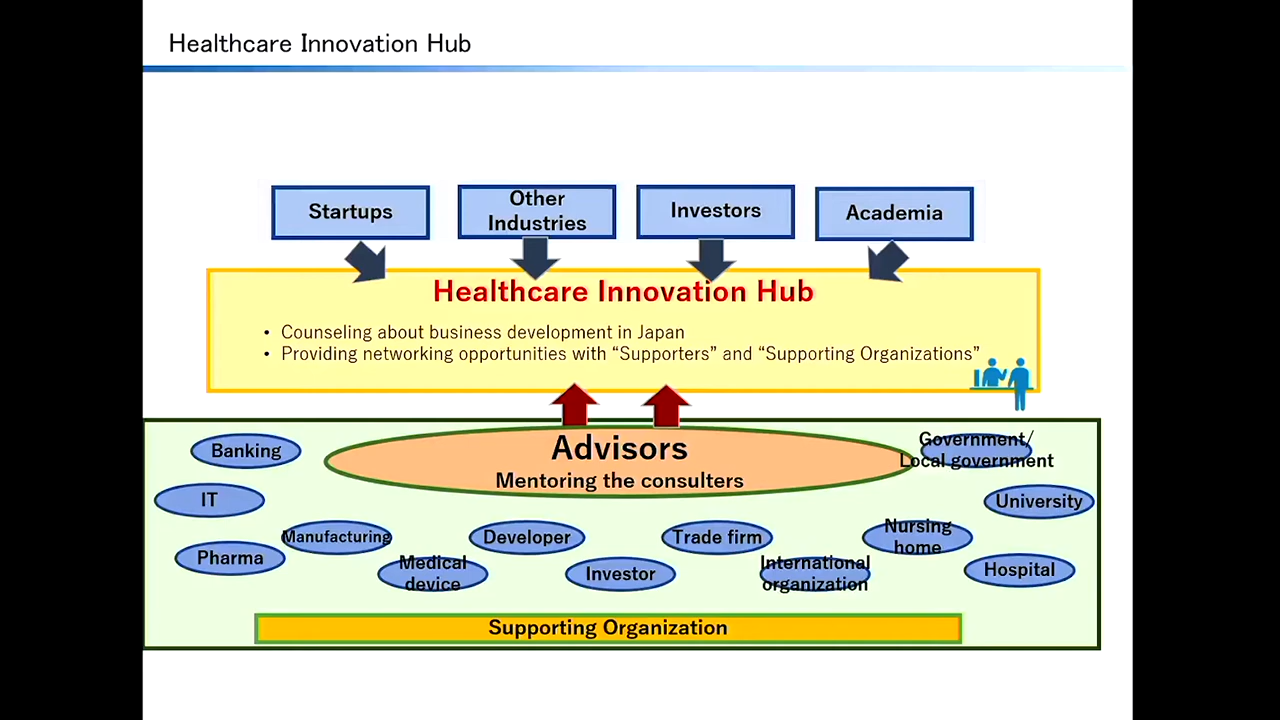 Healthcare Innovation Hub
Startups
Other
Industries
Investors
Academia
Healthcare Innovation Hub
• Counseling about business development in Japan
• Providing networking opportunities with “Supporters” and “Supporting Organizations”
Advisors
Mentoring the consulters
Banking
Government/
Local government
IT
University
Manufacturing
Developer
Trade firm
Nursing
home
Pharma
Medical
device
Investor
International
organization
Hospital
Supporting Organization